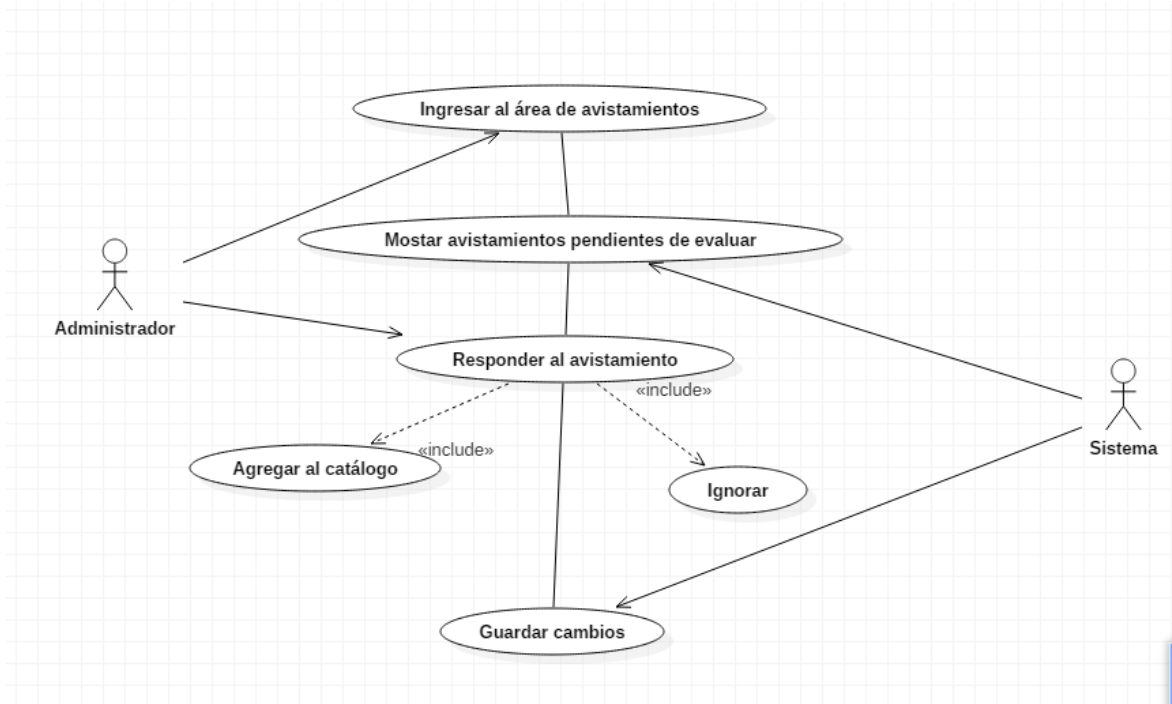 Ingresar al área de avistamientos
Mostar avistamientos pendientes de evaluar
Administrador
Responder al avistamiento
«include»
«include»
Sistema
Agregar al catálogo
Ignorar
Guardar cambios